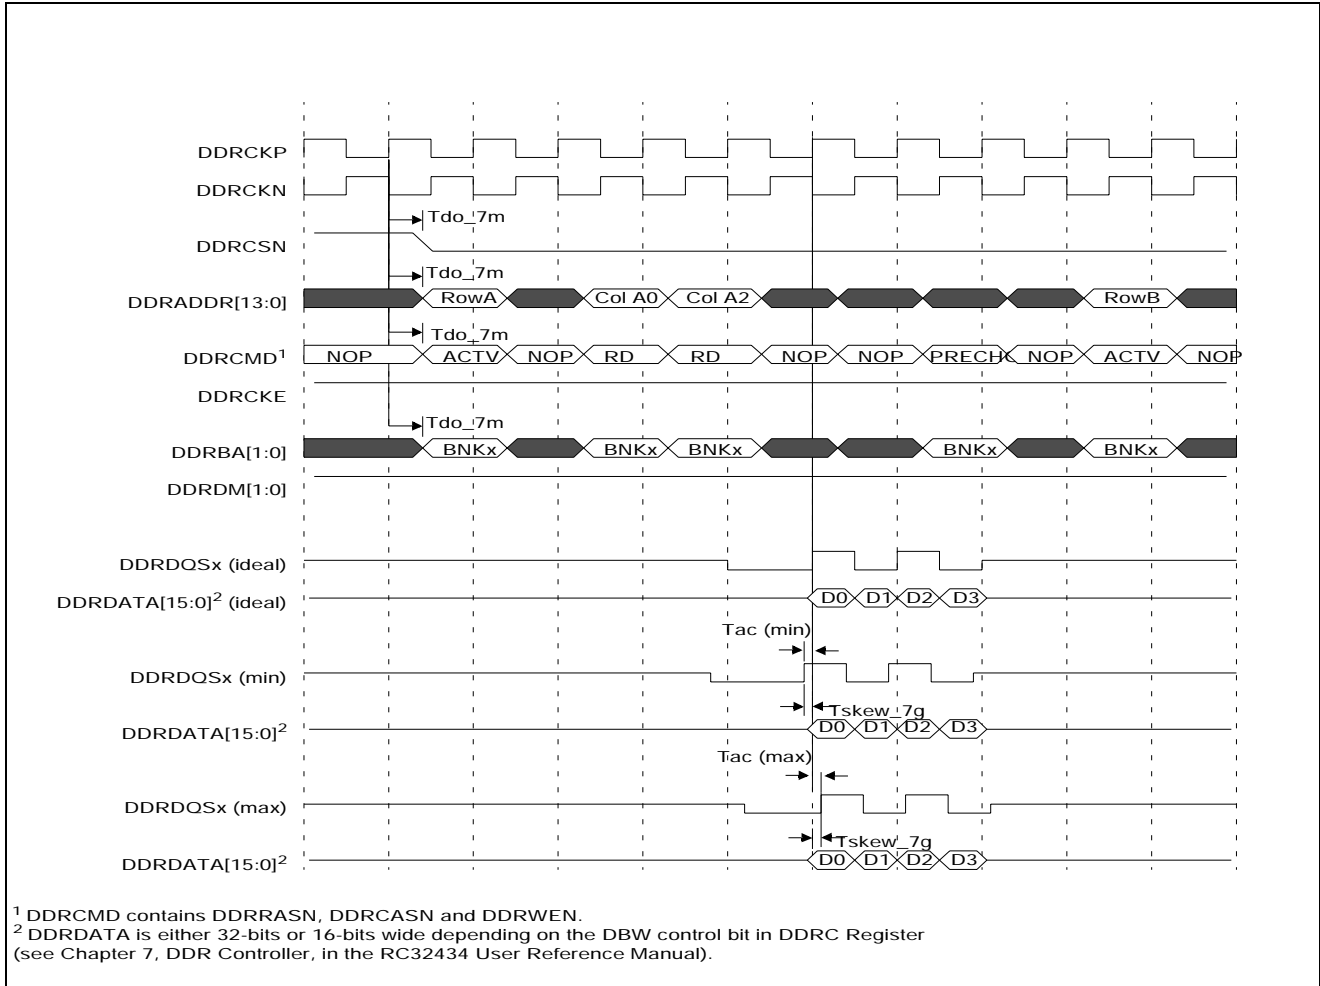 DDRCKP
DDRCKN
Tdo_7m
DDRCSN
Tdo_7m
DDRADDR[13:0] RowA Col A0 Col A2 RowB
Tdo_7m
DDRCMD1 NOP ACTV NOP RD RD NOP NOP PRECHG NOP ACTV NOP
DDRCKE
Tdo_7m
DDRBA[1:0] BNKx BNKx BNKx BNKx BNKx
DDRDM[1:0]
DDRDQSx (ideal)
DDRDATA[15:0]2 (ideal) D0 D1 D2 D3
Tac (min)
DDRDQSx (min)
Tskew_7g
DDRDATA[15:0]2 D0 D1 D2 D3
Tac (max)
DDRDQSx (max)
Tskew_7g
DDRDATA[15:0]2 D0 D1 D2 D3
1 DDRCMD contains DDRRASN, DDRCASN and DDRWEN.
2 DDRDATA is either 32-bits or 16-bits wide depending on the DBW control bit in DDRC Register
(see Chapter 7, DDR Controller, in the RC32434 User Reference Manual).